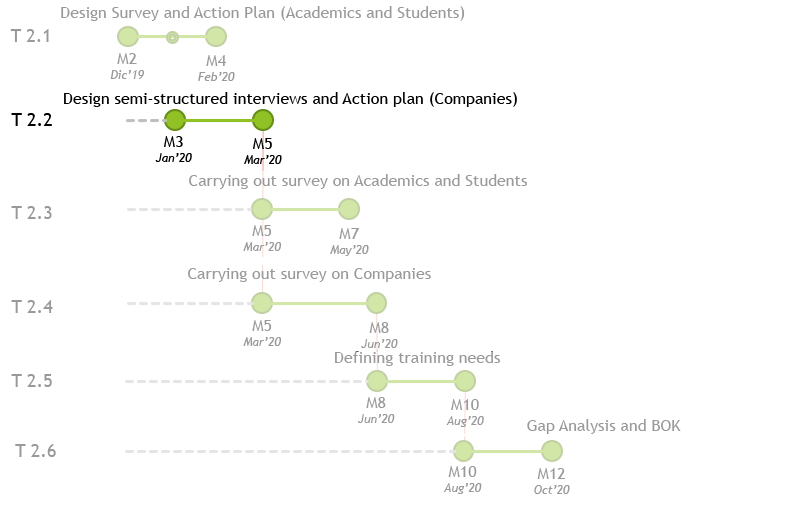 Design Survey and Action Plan (Academics and Students)
T 2.1
M2 M4
Dic'19 Feb'20
Design semi-structured interviews and Action plan (Companies)
T 2.2
M3 M5
Jan'20 Mar'20
Carrying out survey on Academics and Students
T 2.3
M5 M7
Mar'20 May'20
Carrying out survey on Companies
T 2.4
M5 M8
Mar'20 Jun'20
Defining training needs
T 2.5
M8 M10
Jun'20 Aug'20
Gap Analysis and BOK
T 2.6
M10 M12
Aug'20 Oct'20